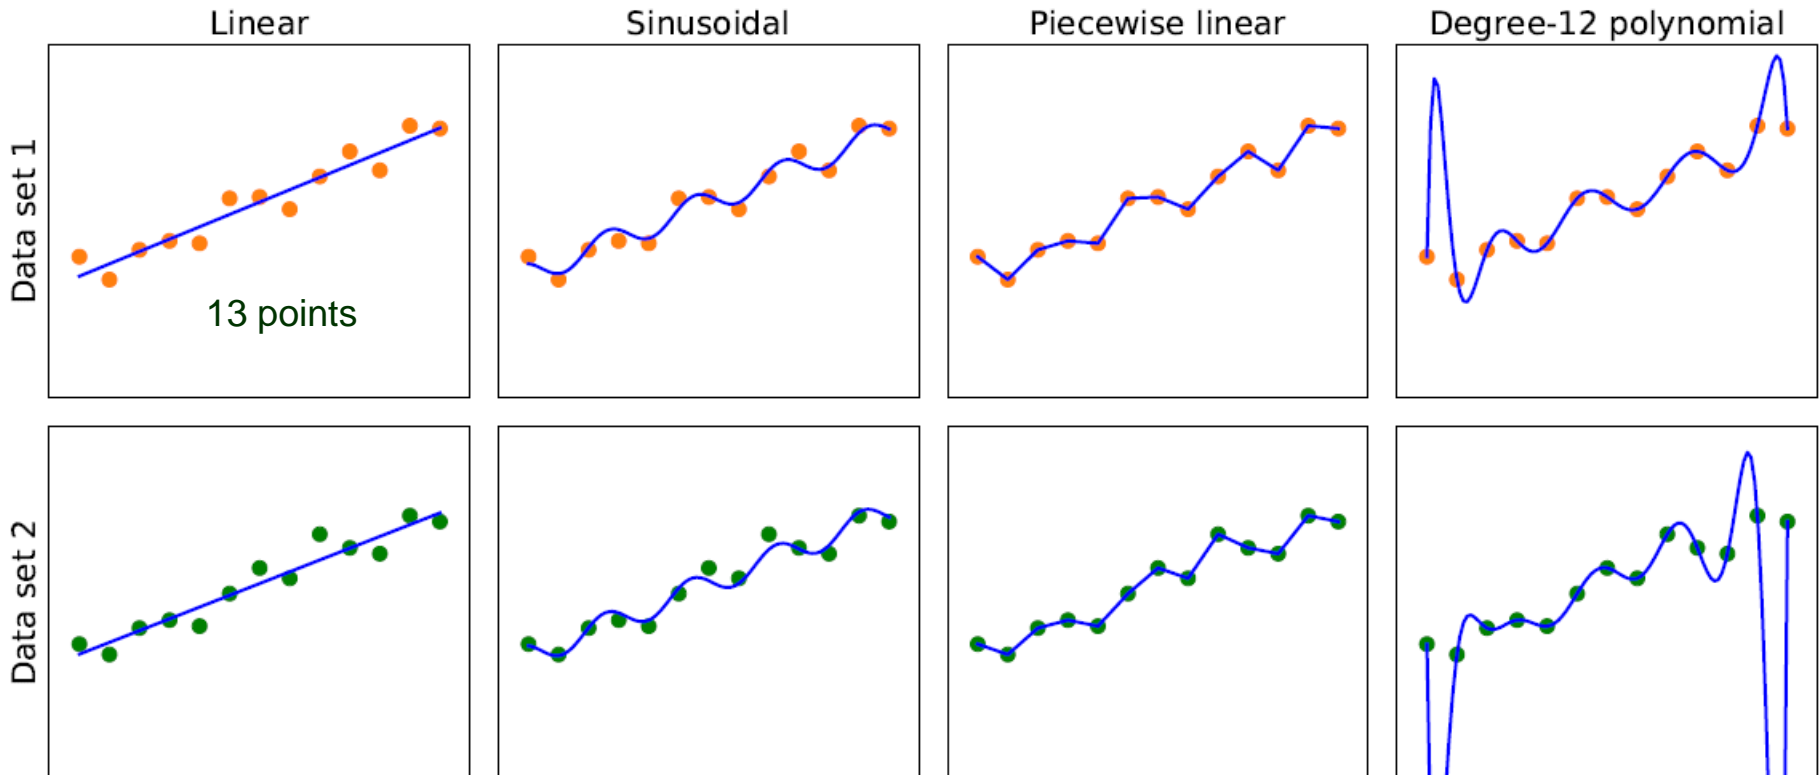 Linear
Sinusoidal
Piecewise linear
Degree-12 polynomial
Data set 1
13 points
Data set 2